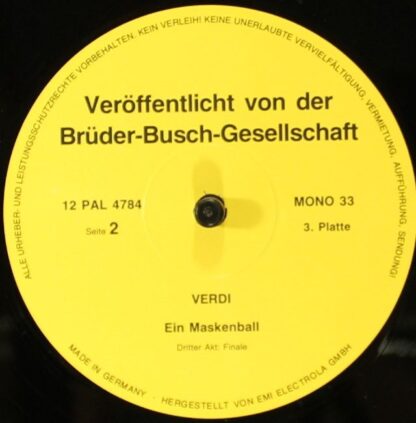 ALLE URHEBER- UND LEISTUNGSSCHUTZRECHTE VORBEHALTEN. KEIN VERLEIH! KEINE UNERLAUBTE VERVIELFÄLTIGUNG, VERMIETUNG, AUFFÜHRUNG, SENDUNG!
Veröffentlicht von der
Brüder-Busch-Gesellschaft
12 PAL 4784 MONO 33
Seite 2 3. Platte
VERDI
Ein Maskenball
Dritter Akt: Finale
MADE IN GERMANY · HERGESTELLT VON EMI ELECTROLA GMBH